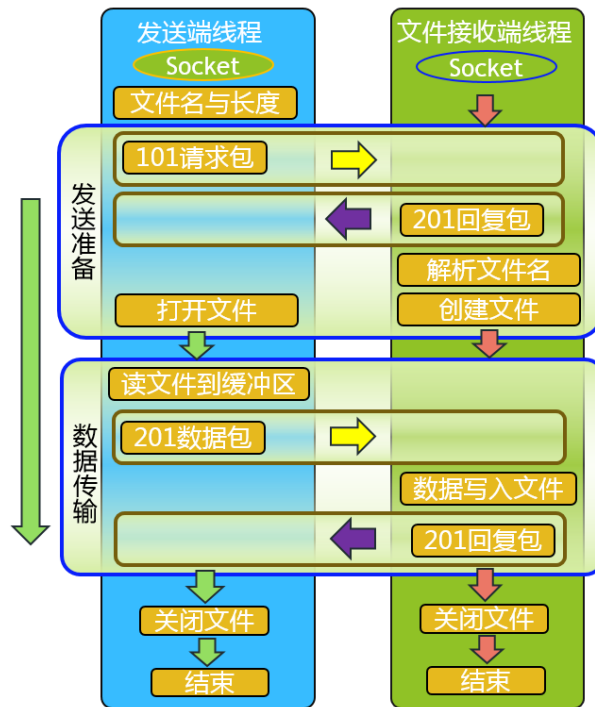 发送端线程
文件接收端线程
Socket
Socket
文件名与长度
发送准备
101请求包
201回复包
解析文件名
打开文件
创建文件
数据传输
读文件到缓冲区
201数据包
数据写入文件
201回复包
关闭文件
关闭文件
结束
结束